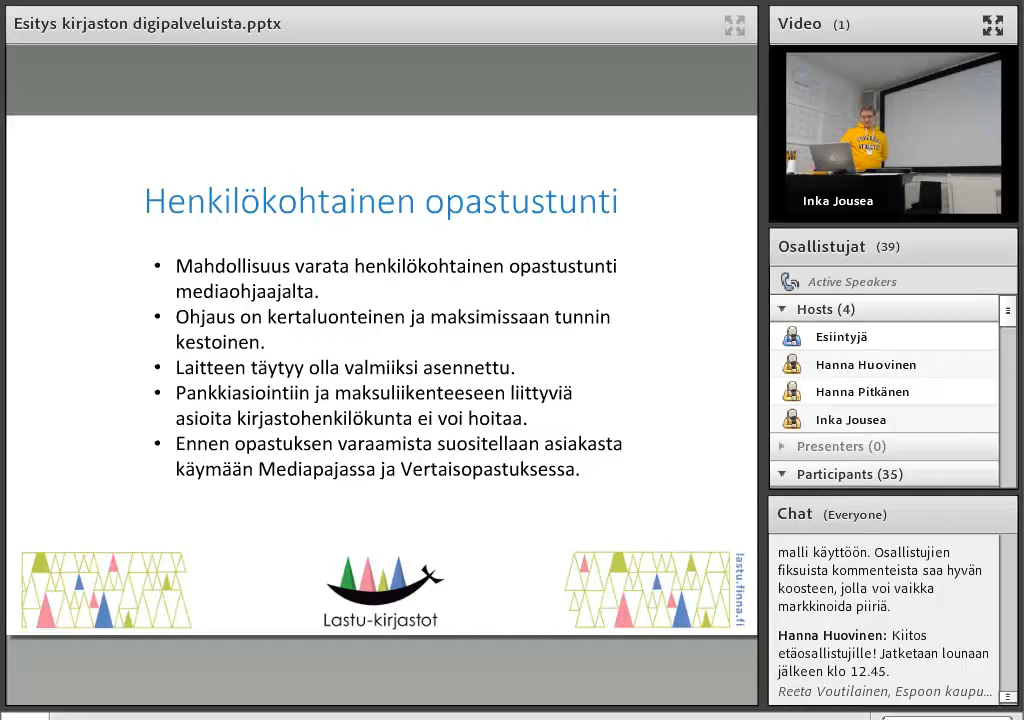 Esitys kirjaston digipalveluista.pptx
Henkilökohtainen opastustunti
• Mahdollisuus varata henkilökohtainen opastustunti
mediaohjaajalta.
• Ohjaus on kertaluonteinen ja maksimissaan tunnin
kestoinen.
• Laitteen täytyy olla valmiiksi asennettu.
• Pankkiasiointiin ja maksuliikenteeseen liittyviä
asioita kirjastohenkilökunta ei voi hoitaa.
• Ennen opastuksen varaamista suositellaan asiakasta
käymään Mediapajassa ja Vertaisopastuksessa.
Lastu-kirjastot
lastu.finna.fi
Video (1)
Inka Jousea
Osallistujat (39)
Active Speakers
Hosts (4)
Esiintyjä
Hanna Huovinen
Hanna Pitkänen
Inka Jousea
Presenters (0)
Participants (35)
Chat (Everyone)
malli käyttöön. Osallistujien
fiksuista kommenteista saa hyvän
koosteen, jolla voi vaikka
markkinoida piiriä.
Hanna Huovinen: Kiitos
etäosallistujille! Jatketaan lounaan
jälkeen klo 12.45.
Reeta Voutilainen, Espoon kaupu...